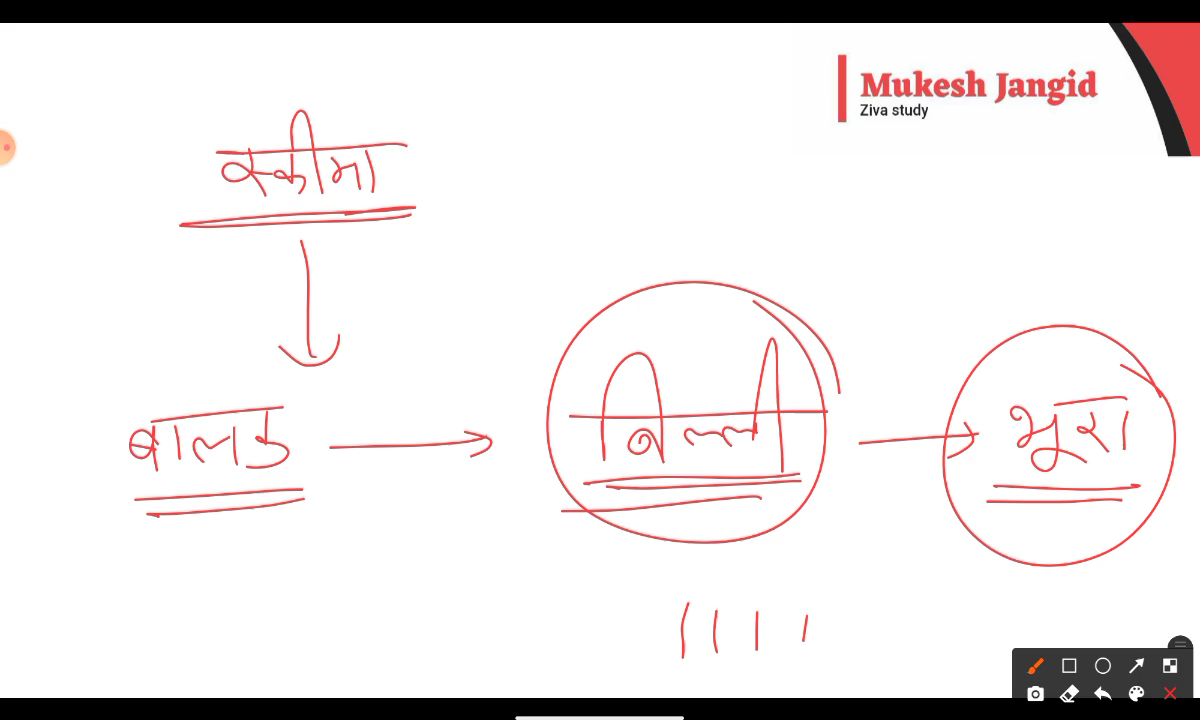 Mukesh Jangid
Ziva study
स्कीमा
बालक
बिल्ली
भूरा